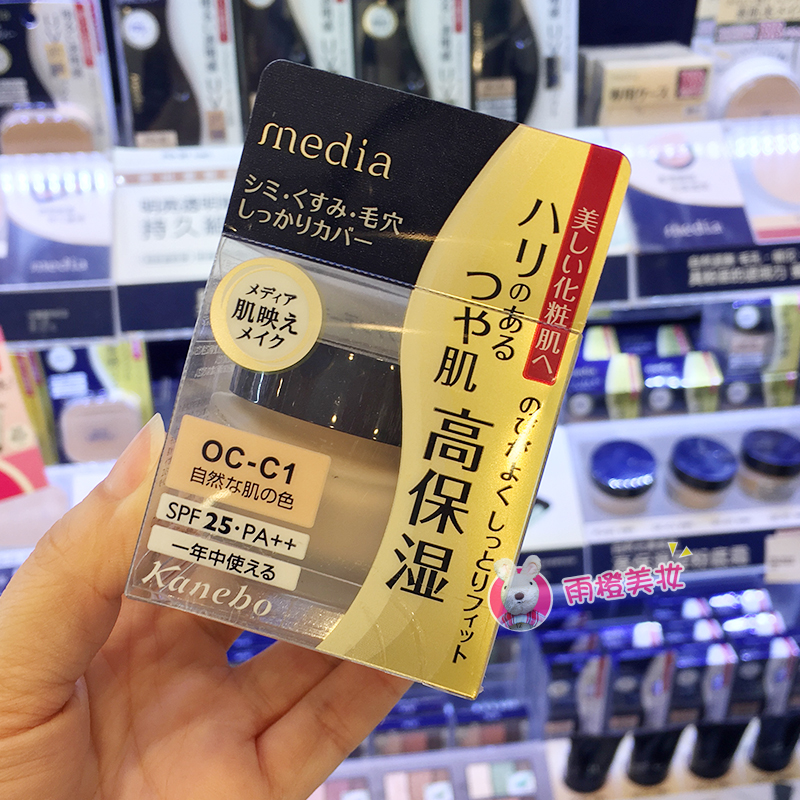 media
シミ・くすみ・毛穴
しっかりカバー
メディア
肌映え
メイク
美しい化粧肌へ
ハリのある
つや肌
高保湿
のびがよくしっとりフィット
OC-C1
自然な肌の色
SPF 25・PA++
一年中使える
Kanebo
雨橙美妆
media
media